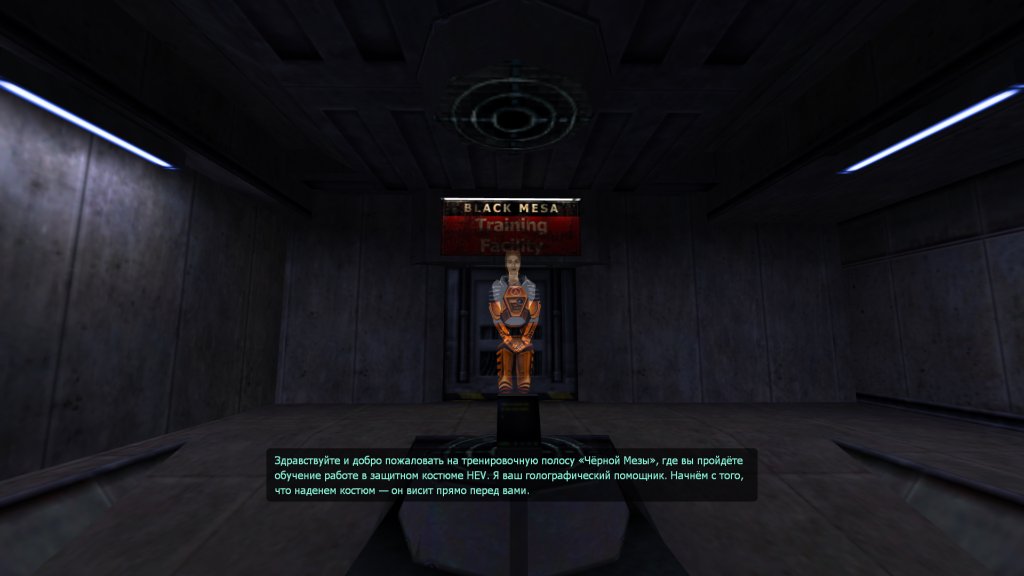 BLACK MESA
Training
Facility
Здравствуйте и добро пожаловать на тренировочную полосу «Чёрной Мезы», где вы пройдёте
обучение работе в защитном костюме HEV. Я ваш голографический помощник. Начнём с того,
что наденем костюм — он висит прямо перед вами.